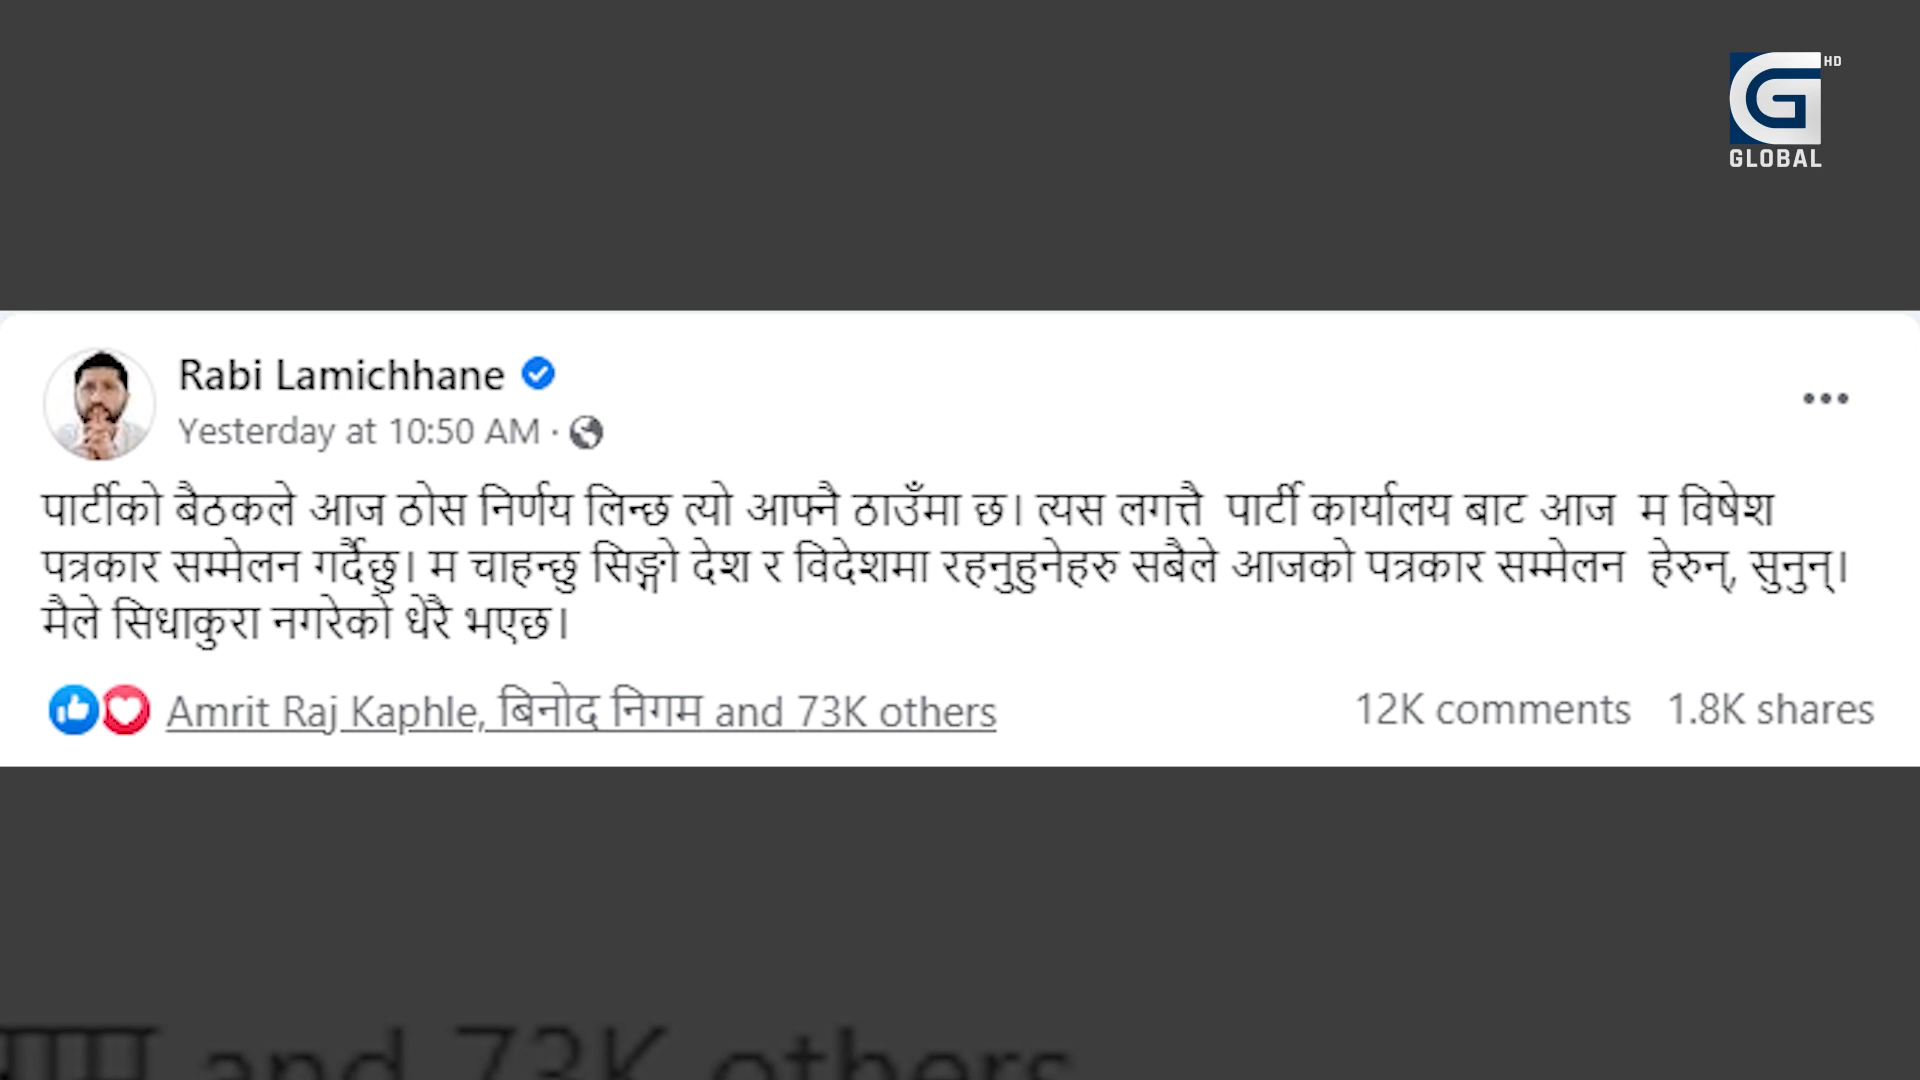 HD
GLOBAL
Rabi Lamichhane
Yesterday at 10:50 AM ·
पार्टीको बैठकले आज ठोस निर्णय लिन्छ त्यो आफ्नै ठाउँमा छ। त्यस लगत्तै पार्टी कार्यालय बाट आज म विषेश
पत्रकार सम्मेलन गर्दैछु। म चाहन्छु सिङ्गो देश र विदेशमा रहनुहुनेहरु सबैले आजको पत्रकार सम्मेलन हेरुन्, सुनुन्।
मैले सिधाकुरा नगरेको धेरै भएछ।
Amrit Raj Kaphle, बिनोद निगम and 73K others
12K comments 1.8K shares
and 73K others